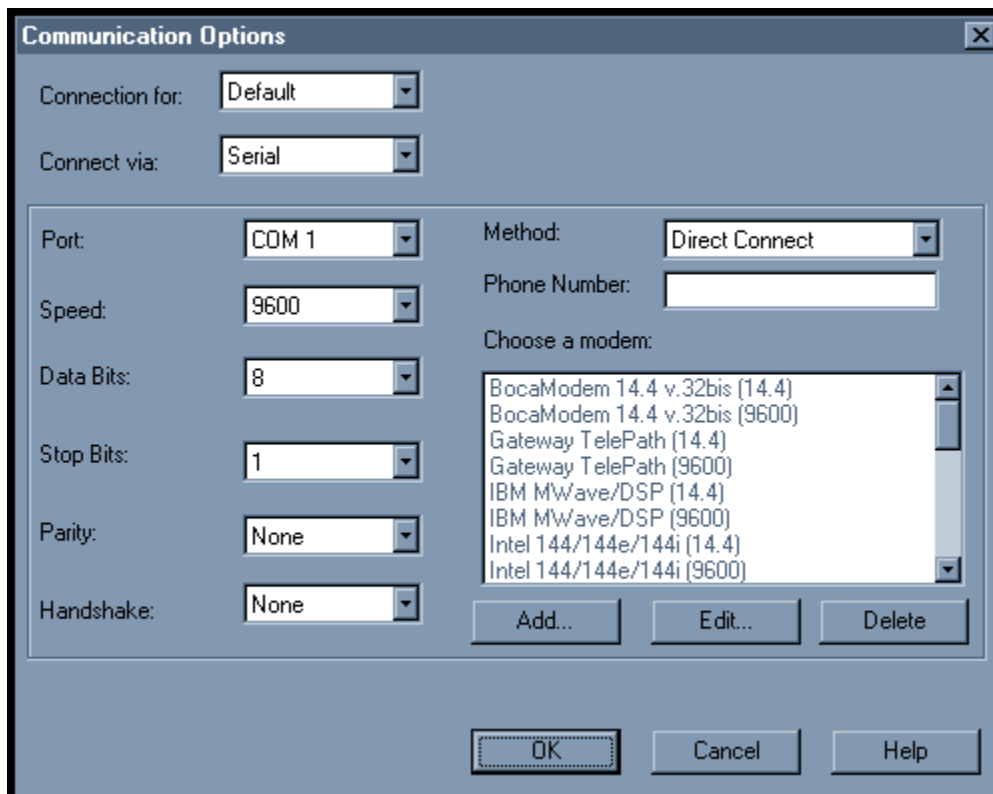 Communication Options
Connection for: Default
Connect via: Serial
Port: COM 1
Speed: 9600
Data Bits: 8
Stop Bits: 1
Parity: None
Handshake: None
Method: Direct Connect
Phone Number:
Choose a modem:
BocaModem 14.4 v.32bis (14.4)
BocaModem 14.4 v.32bis (9600)
Gateway TelePath (14.4)
Gateway TelePath (9600)
IBM MWave/DSP (14.4)
IBM MWave/DSP (9600)
Intel 144/144e/144i (14.4)
Intel 144/144e/144i (9600)
Add... Edit... Delete
OK Cancel Help